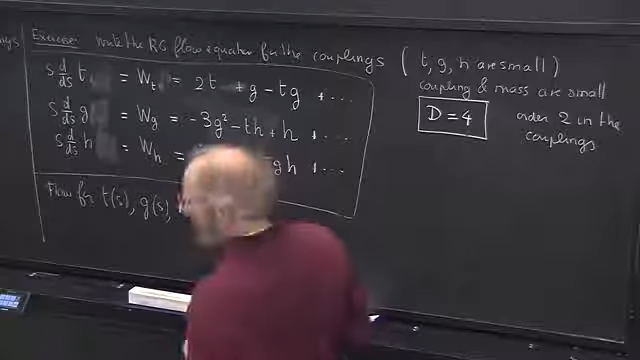 Exercise: write the RG flow equation for the couplings ( t, g, h are small )
coupling & mass are small
s d/ds t = W_t = 2t + g - tg + ...
D = 4 order 2 in the couplings
s d/ds g = W_g = -3g² - th + h + ...
s d/ds h = W_h = gh + ...
Flow for t(s), g(s),